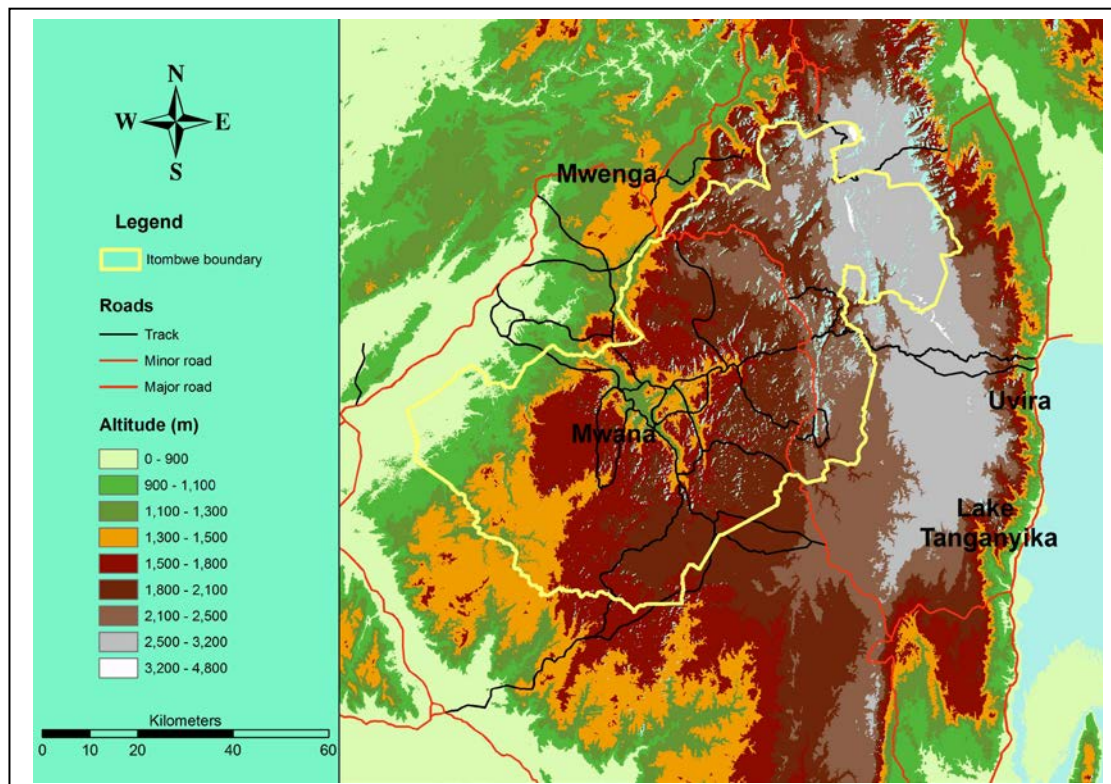 N
W E
S
Legend
Itombwe boundary
Roads
Track
Minor road
Major road
Altitude (m)
0 - 900
900 - 1,100
1,100 - 1,300
1,300 - 1,500
1,500 - 1,800
1,800 - 2,100
2,100 - 2,500
2,500 - 3,200
3,200 - 4,800
Kilometers
0 10 20 40 60
Mwenga
Mwana
Uvira
Lake
Tanganyika